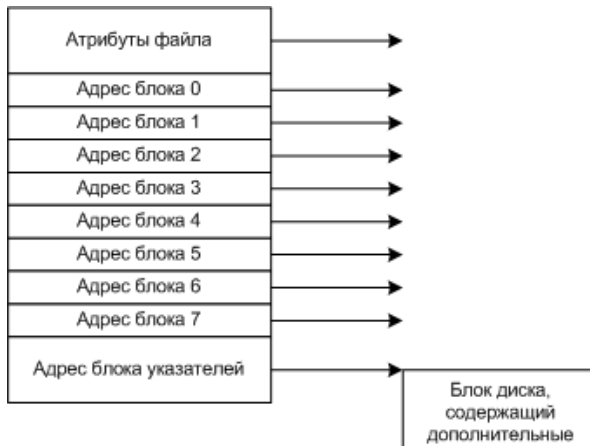 Атрибуты файла
Адрес блока 0
Адрес блока 1
Адрес блока 2
Адрес блока 3
Адрес блока 4
Адрес блока 5
Адрес блока 6
Адрес блока 7
Адрес блока указателей
Блок диска,
содержащий
дополнительные